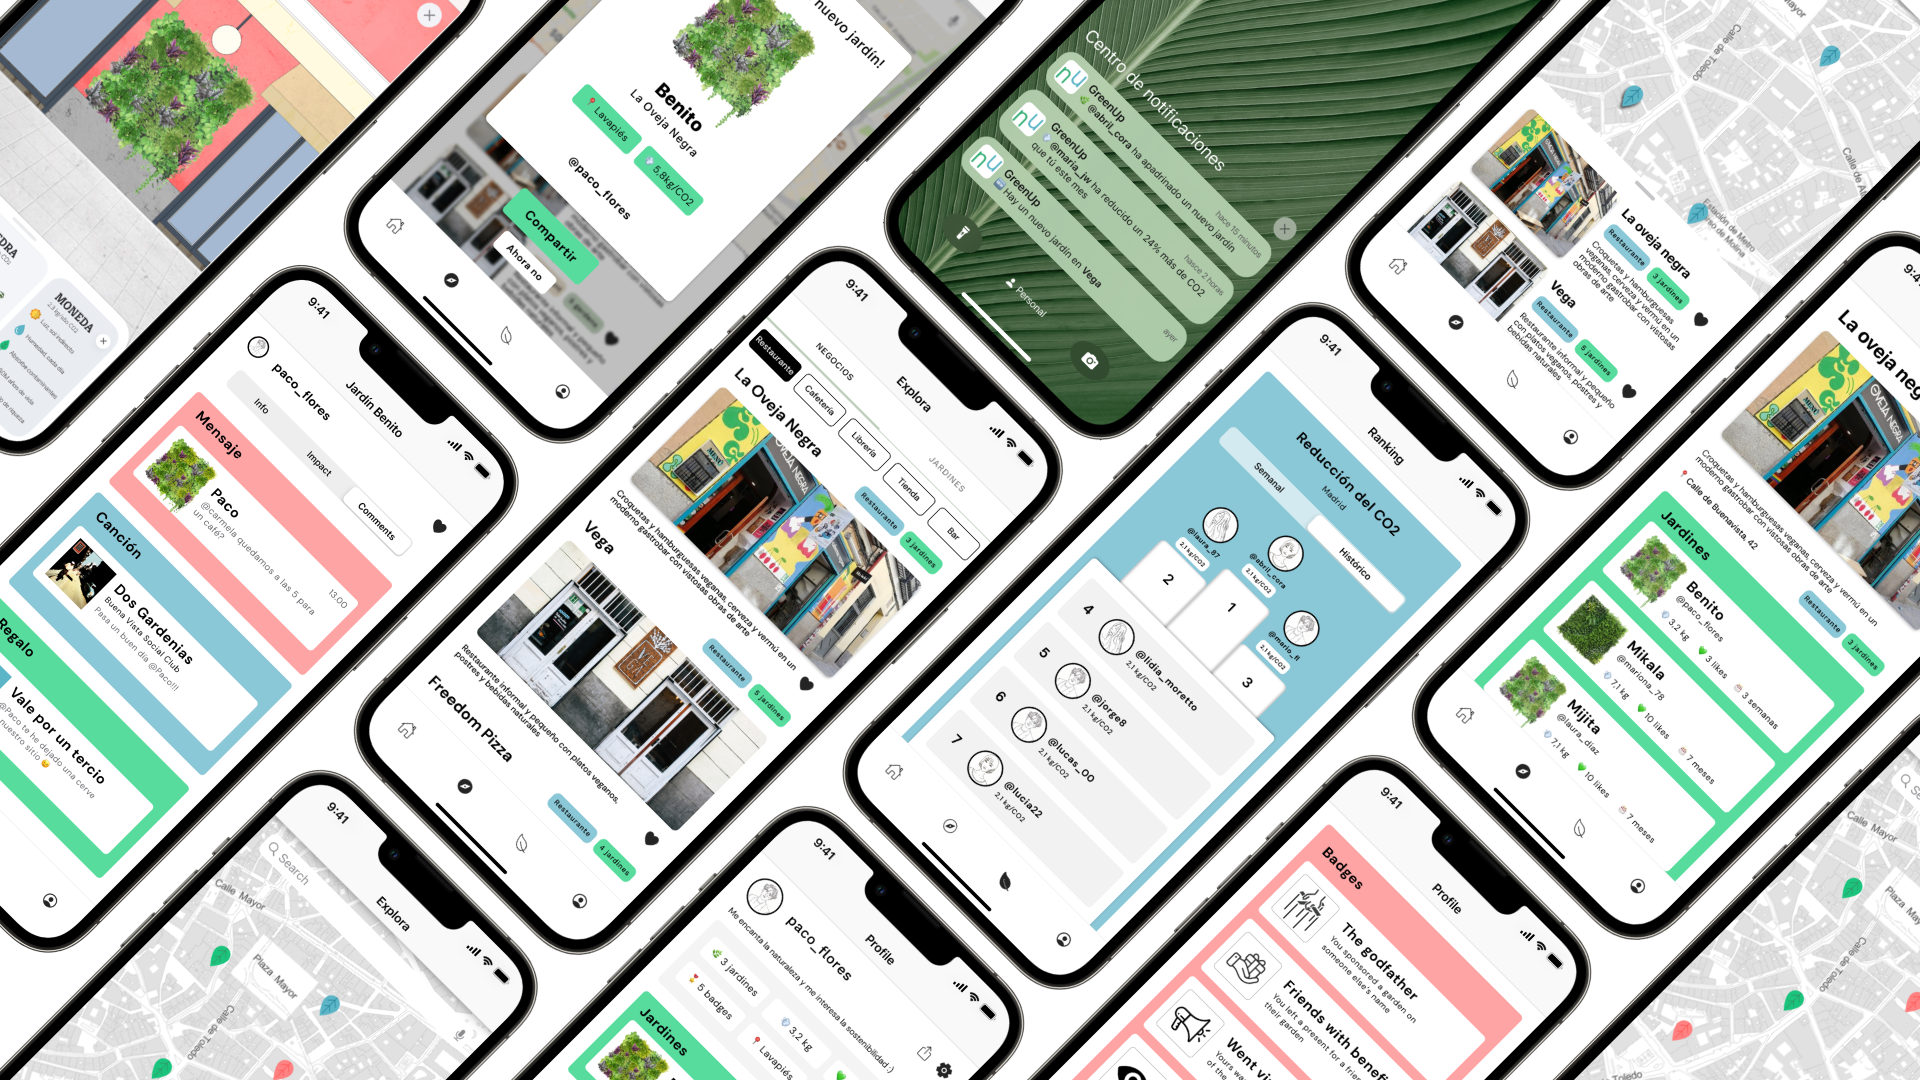 nuevo jardín!
Benito
La Oveja Negra
Lavapiés
5,8kg/CO2
@paco_flores
Compartir
Ahora no
Centro de notificaciones
nu
GreenUp
@abril_cora ha apadrinado un nuevo jardín
hace 15 minutos
nu
GreenUp
@maria_jw ha reducido un 24% más de CO2
que tú este mes
hasce 2 horas
nu
GreenUp
Hay un nuevo jardín en Vega
ayer
Personal
Calle de Toledo
La oveja negra
Restaurante
3 jardines
Croquetas y hamburguesas
veganas, cerveza y vermú en un
moderno gastrobar con vistosas
obras de arte
Vega
Restaurante
5 jardines
Restaurante informal y pequeño
con platos veganos, postres y
bebidas naturales
MONEDA
9:41
Jardín Benito
paco_flores
Info
Impact
Comments
Mensaje
Paco
@carmela quedamos a las 5 para
un café?
13:00
Canción
Dos Gardenias
Buena Vista Social Club
Pasa un buen día @Paco!!!
Regalo
Vale por un tercio
@Paco te he dejado una cerve
nuestro sitio
9:41
Explora
NEGOCIOS
JARDINES
Restaurante
Cafetería
Librería
Tienda
Bar
La Oveja Negra
Restaurante
3 jardines
Croquetas y hamburguesas veganas, cerveza y vermú en un
moderno gastrobar con vistosas obras de arte
Vega
Restaurante
5 jardines
Restaurante informal y pequeño con platos veganos,
postres y bebidas naturales
Freedom Pizza
Restaurante
4 jardines
9:41
Ranking
Reducción del CO2
Madrid
Semanal
Histórico
@laura_87
2,1 kg/CO2
2
@abril_cora
2,1 kg/CO2
1
@mario_fl
2,1 kg/CO2
3
4
@lidia_moretto
2,1 kg/CO2
5
@jorge8
2,1 kg/CO2
6
@lucas_00
2,1 kg/CO2
7
@lucia22
2,1 kg/CO2
9:4
La oveja neg
Croquetas y hamburguesas veganas, cerveza y vermú en un
moderno gastrobar con vistosas obras de arte
Calle de Buenavista, 42
Restaurante
3 jardines
Jardines
Benito
@paco_flores
3,2 kg
3 likes
3 semanas
Mikala
@mariona_78
7,1 kg
10 likes
7 meses
Mijita
@laura_diaz
7,1 kg
10 likes
7 meses
9:41
Explora
Search
Calle Mayor
Plaza Mayor
Calle de Toledo
9:41
Profile
paco_flores
Me encanta la naturaleza y me interesa la sostenibilidad :)
3 jardines
3,2 kg
5 badges
Lavapiés
Jardines
9:41
Profile
Badges
The godfather
You sponsored a garden on
someone else's name
Friends with benef
You left a present for a frie
their garden
Went vi
Yours wa
of the
Calle Mayor
Plaza Ma
Calle de Toledo